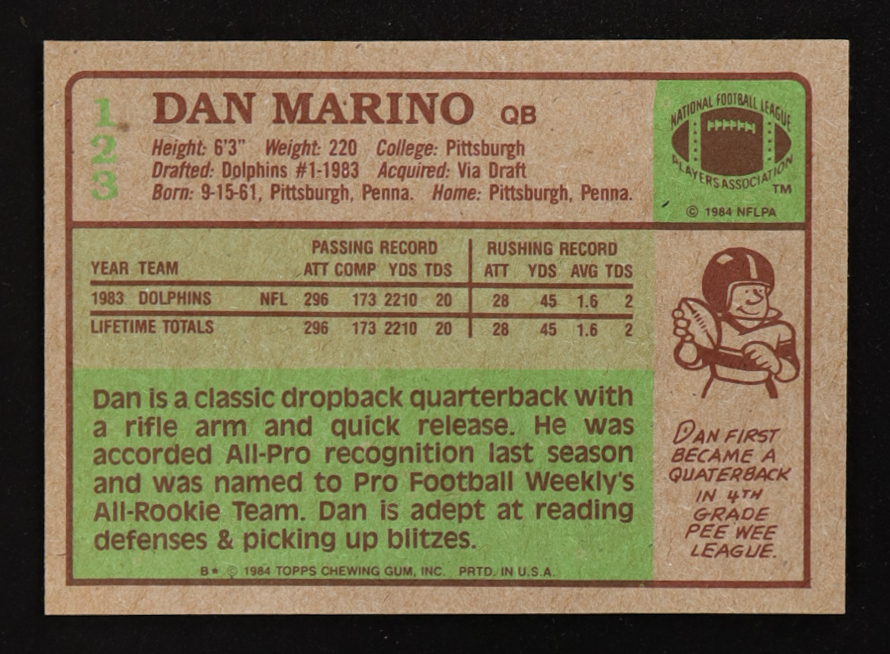 123
DAN MARINO QB
Height: 6'3" Weight: 220 College: Pittsburgh
Drafted: Dolphins #1-1983 Acquired: Via Draft
Born: 9-15-61, Pittsburgh, Penna. Home: Pittsburgh, Penna.
NATIONAL FOOTBALL LEAGUE
PLAYERS ASSOCIATION
TM
© 1984 NFLPA
PASSING RECORD RUSHING RECORD
YEAR TEAM ATT COMP YDS TDS ATT YDS AVG TDS
1983 DOLPHINS NFL 296 173 2210 20 28 45 1.6 2
LIFETIME TOTALS 296 173 2210 20 28 45 1.6 2
Dan is a classic dropback quarterback with
a rifle arm and quick release. He was
accorded All-Pro recognition last season
and was named to Pro Football Weekly's
All-Rookie Team. Dan is adept at reading
defenses & picking up blitzes.
DAN FIRST
BECAME A
QUATERBACK
IN 4TH
GRADE
PEE WEE
LEAGUE.
B* © 1984 TOPPS CHEWING GUM, INC. PRTD. IN U.S.A.